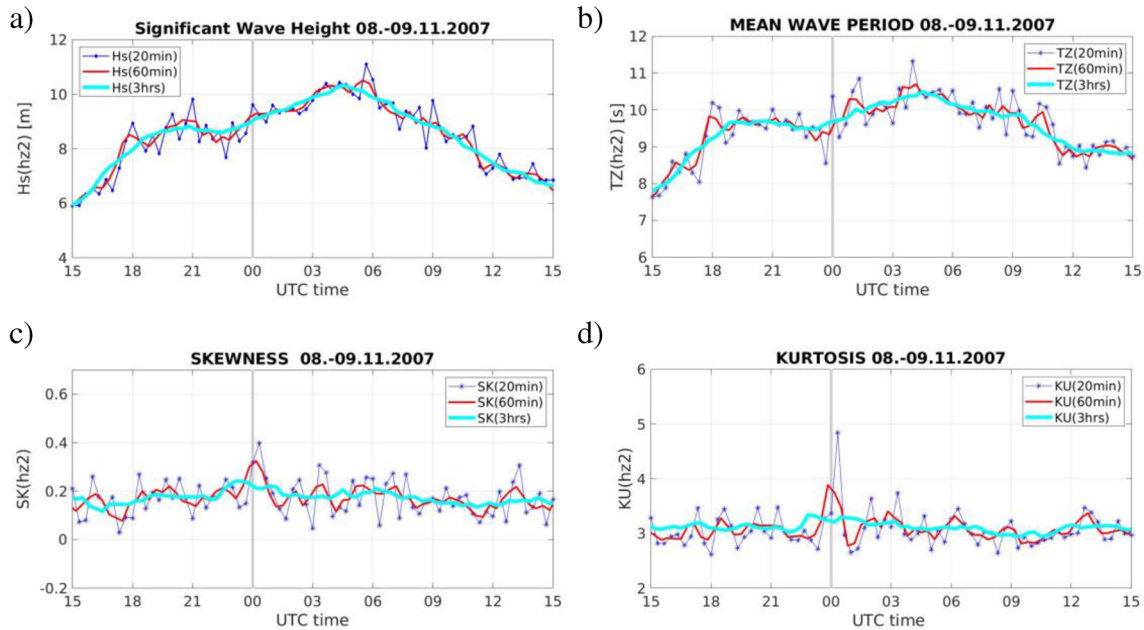 a)
Significant Wave Height 08.-09.11.2007
Hs(20min)
Hs(60min)
Hs(3hrs)
Hs(hz2) [m]
12
10
8
6
4
15 18 21 00 03 06 09 12 15
UTC time
b)
MEAN WAVE PERIOD 08.-09.11.2007
TZ(20min)
TZ(60min)
TZ(3hrs)
TZ(hz2) [s]
12
11
10
9
8
7
6
15 18 21 00 03 06 09 12 15
UTC time
c)
SKEWNESS 08.-09.11.2007
SK(20min)
SK(60min)
SK(3hrs)
SK(hz2)
0.6
0.4
0.2
0
-0.2
15 18 21 00 03 06 09 12 15
UTC time
d)
KURTOSIS 08.-09.11.2007
KU(20min)
KU(60min)
KU(3hrs)
KU(hz2)
6
5
4
3
2
15 18 21 00 03 06 09 12 15
UTC time